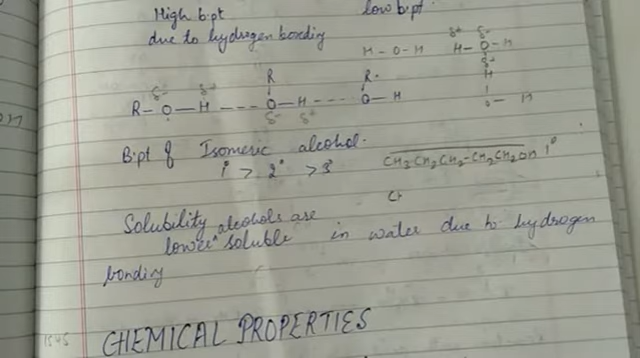 High b.pt low b.pt
due to hydrogen bonding
H - O - H H - O - H
δ- δ+ R R
R - O - H --- O - H --- O - H
δ- δ+
H
O - H
B.pt of Isomeric alcohol.
1° > 2° > 3° CH3CH2CH2-CH2CH2OH 1°
Solubility alcohols are
lower soluble in water due to hydrogen
bonding
CHEMICAL PROPERTIES